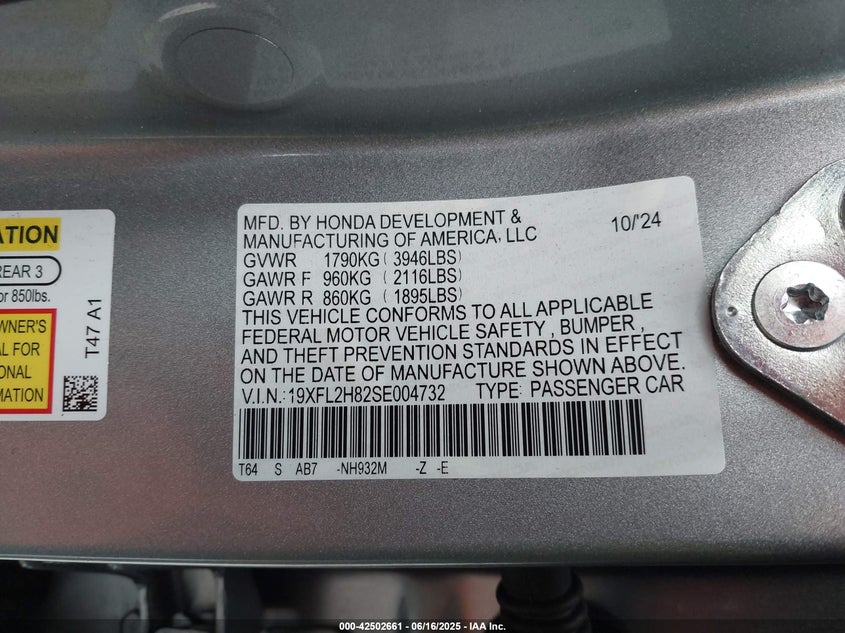 ATION
REAR 3
or 850lbs.
OWNER'S
AL FOR
ONAL
MATION
T47 A1
MFD. BY HONDA DEVELOPMENT & 10/'24
MANUFACTURING OF AMERICA, LLC
GVWR 1790KG (3946LBS)
GAWR F 960KG (2116LBS)
GAWR R 860KG (1895LBS)
THIS VEHICLE CONFORMS TO ALL APPLICABLE
FEDERAL MOTOR VEHICLE SAFETY, BUMPER,
AND THEFT PREVENTION STANDARDS IN EFFECT
ON THE DATE OF MANUFACTURE SHOWN ABOVE.
V.I.N.:19XFL2H82SE004732 TYPE: PASSENGER CAR
T64 S AB7 -NH932M -Z -E
000-42502661 - 06/16/2025 - IAA Inc.